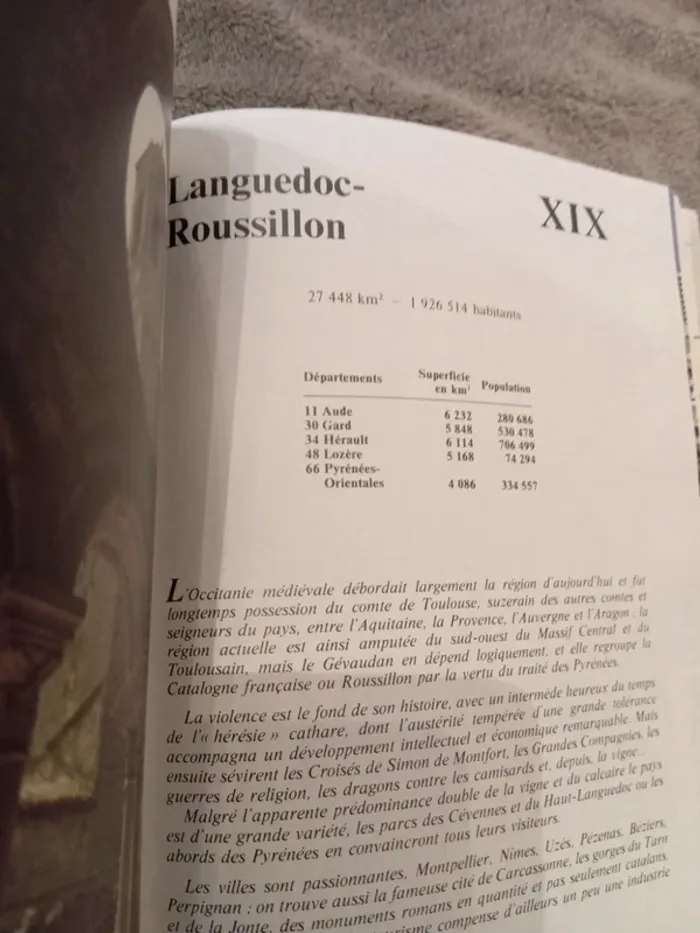 Languedoc-
Roussillon
XIX
27 448 km² – 1 926 514 habitants
Départements Superficie en km² Population
11 Aude 6 232 280 686
30 Gard 5 848 530 478
34 Hérault 6 114 706 499
48 Lozère 5 168 74 294
66 Pyrénées-
Orientales 4 086 334 557
L'Occitanie médiévale débordait largement la région d'aujourd'hui et fut
longtemps possession du comte de Toulouse, suzerain des autres comtes et
seigneurs du pays, entre l'Aquitaine, la Provence, l'Auvergne et l'Aragon ; la
région actuelle est ainsi amputée du sud-ouest du Massif Central et du
Toulousain, mais le Gévaudan en dépend logiquement, et elle regroupe la
Catalogne française ou Roussillon par la vertu du traité des Pyrénées.
La violence est le fond de son histoire, avec un intermède heureux du temps
de l'« hérésie » cathare, dont l'austérité tempérée d'une grande tolérance
accompagna un développement intellectuel et économique remarquable. Mais
ensuite sévirent les Croisés de Simon de Montfort, les Grandes Compagnies, les
guerres de religion, les dragons contre les camisards et, depuis, la vigne...
Malgré l'apparente prédominance double de la vigne et du calcaire le pays
est d'une grande variété, les parcs des Cévennes et du Haut-Languedoc ou les
abords des Pyrénées en convaincront tous leurs visiteurs.
Les villes sont passionnantes, Montpellier, Nîmes, Uzès, Pézenas, Béziers,
Perpignan ; on trouve aussi la fameuse cité de Carcassonne, les gorges du Tarn
et de la Jonte, des monuments romans en quantité et pas seulement catalans.
compense d'ailleurs un peu une industrie